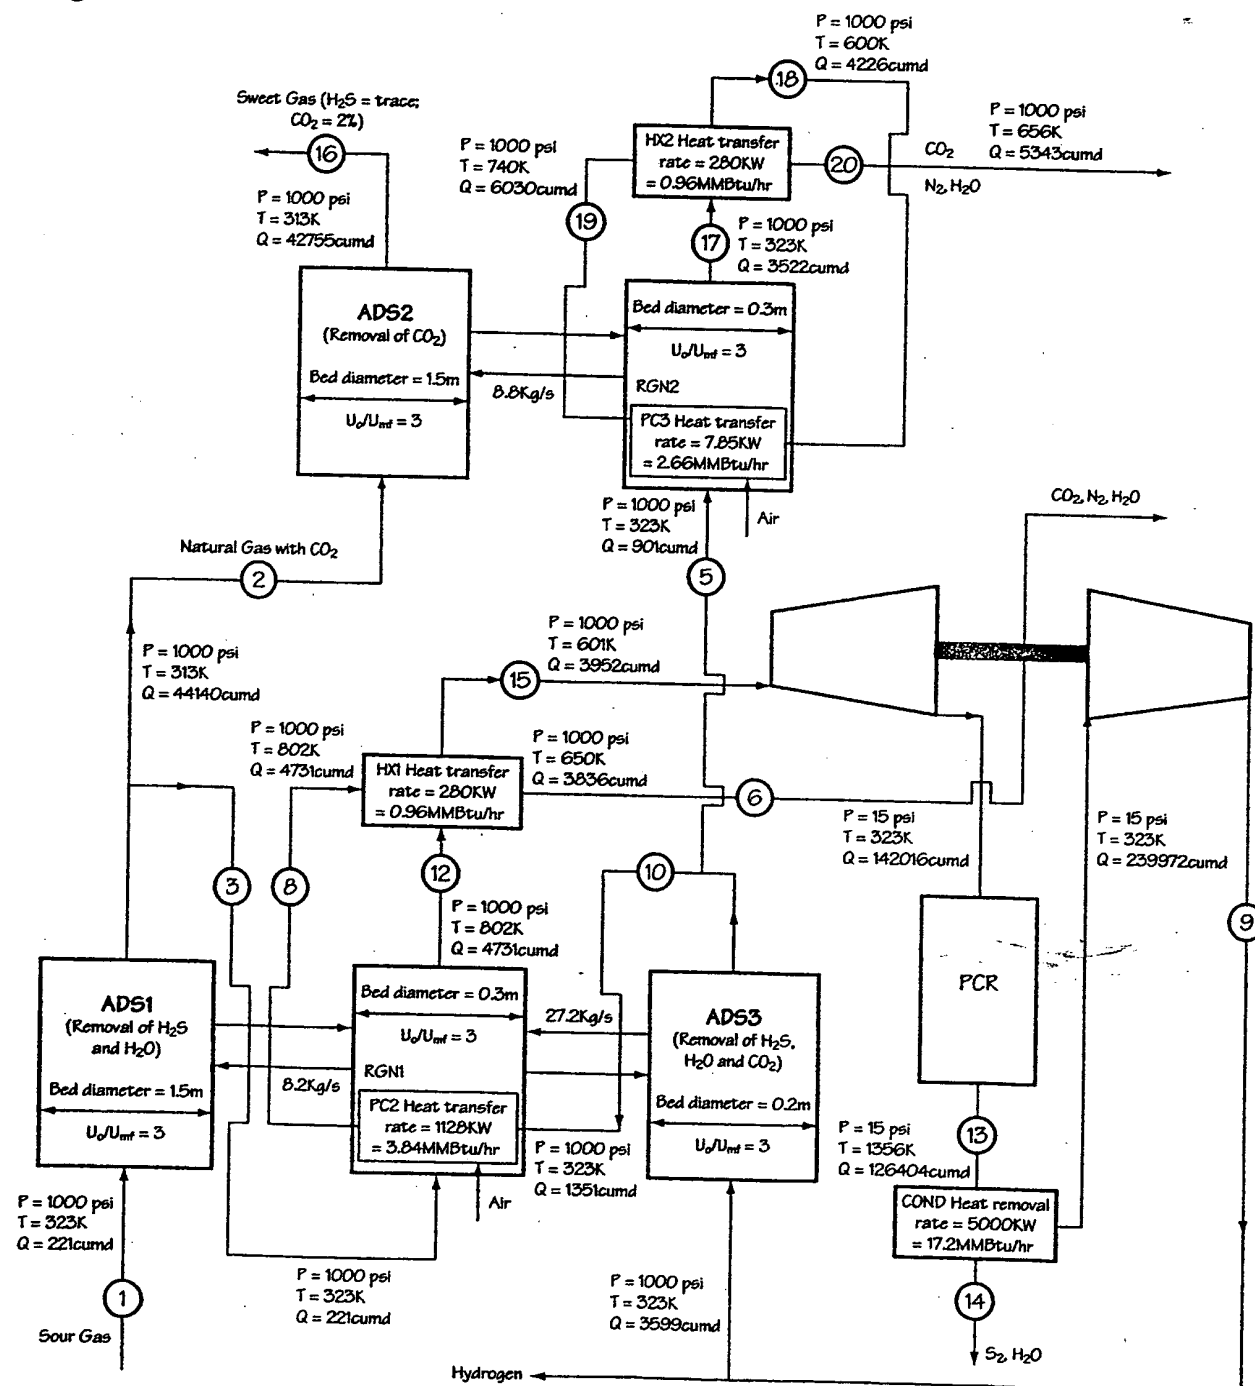 P = 1000 psi
T = 600K
Q = 4226cumd
18
Sweet Gas (H₂S = trace;
CO₂ = 2%)
16
P = 1000 psi
T = 740K
Q = 6030cumd
HX2 Heat transfer
rate = 280KW
= 0.96MMBtu/hr
20
CO₂
N₂, H₂O
P = 1000 psi
T = 656K
Q = 5343cumd
P = 1000 psi
T = 313K
Q = 42755cumd
19
17
P = 1000 psi
T = 323K
Q = 3522cumd
ADS2
(Removal of CO₂)
Bed diameter = 1.5m
Uₒ/Uₘf = 3
8.8Kg/s
Bed diameter = 0.3m
Uₒ/Uₘf = 3
RGN2
PC3 Heat transfer
rate = 7.85KW
= 2.66MMBtu/hr
Air
P = 1000 psi
T = 323K
Q = 901cumd
5
CO₂, N₂, H₂O
Natural Gas with CO₂
2
P = 1000 psi
T = 313K
Q = 44140cumd
P = 1000 psi
T = 601K
Q = 3952cumd
15
P = 1000 psi
T = 802K
Q = 4731cumd
HX1 Heat transfer
rate = 280KW
= 0.96MMBtu/hr
P = 1000 psi
T = 650K
Q = 3836cumd
6
P = 15 psi
T = 323K
Q = 142016cumd
P = 15 psi
T = 323K
Q = 239972cumd
3
8
12
10
9
P = 1000 psi
T = 802K
Q = 4731cumd
PCR
ADS1
(Removal of H₂S
and H₂O)
Bed diameter = 1.5m
Uₒ/Uₘf = 3
8.2Kg/s
Bed diameter = 0.3m
Uₒ/Uₘf = 3
RGN1
PC2 Heat transfer
rate = 1128KW
= 3.84MMBtu/hr
Air
27.2Kg/s
ADS3
(Removal of H₂S,
H₂O and CO₂)
Bed diameter = 0.2m
Uₒ/Uₘf = 3
P = 1000 psi
T = 323K
Q = 1351cumd
13
P = 15 psi
T = 1356K
Q = 126404cumd
COND Heat removal
rate = 5000KW
= 17.2MMBtu/hr
P = 1000 psi
T = 323K
Q = 221cumd
1
Sour Gas
P = 1000 psi
T = 323K
Q = 221cumd
P = 1000 psi
T = 323K
Q = 3599cumd
14
S₂, H₂O
Hydrogen